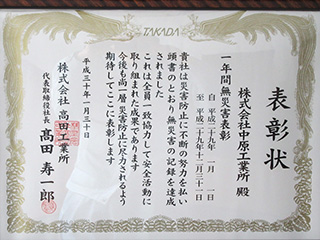 TAKADA
表彰状
株式会社中原工業所 殿
自 平成二十九年 一月 一日
至 平成二十九年十二月三十一日
一年間無災害表彰
貴社は災害防止に不断の努力を払い
頭書のとおり無災害の記録を達成
されました
これは全員一致協力して安全活動に
取り組まれた成果であります
今後も尚一層災害防止に尽力されるよう
期待してここに表彰します
平成三十年一月三十日
株式会社 高田工業所
代表取締役社長 髙田寿一郎